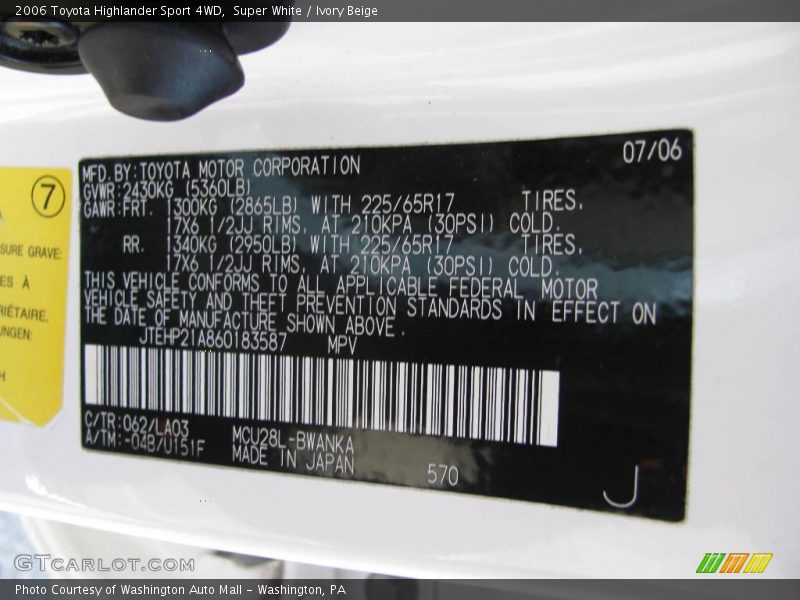 2006 Toyota Highlander Sport 4WD,  Super White / Ivory Beige
07/06
MFD. BY: TOYOTA MOTOR CORPORATION
GVWR: 2430KG (5360LB)
GAWR: FRT. 1300KG (2865LB) WITH 225/65R17 TIRES,
17X6 1/2JJ RIMS, AT 210KPA (30PSI) COLD.
RR. 1340KG (2950LB) WITH 225/65R17 TIRES,
17X6 1/2JJ RIMS, AT 210KPA (30PSI) COLD.
THIS VEHICLE CONFORMS TO ALL APPLICABLE FEDERAL MOTOR
VEHICLE SAFETY AND THEFT PREVENTION STANDARDS IN EFFECT ON
THE DATE OF MANUFACTURE SHOWN ABOVE.
JTEHP21A860183587 MPV
C/TR: 062/LA03 MCU28L-BWANKA
A/TM: -04B/U151F MADE IN JAPAN 570
J
7
SURE GRAVE:
ES À
RIÉTAIRE.
UNGEN:
H
GTCARLOT.COM
Photo Courtesy of Washington Auto Mall - Washington, PA